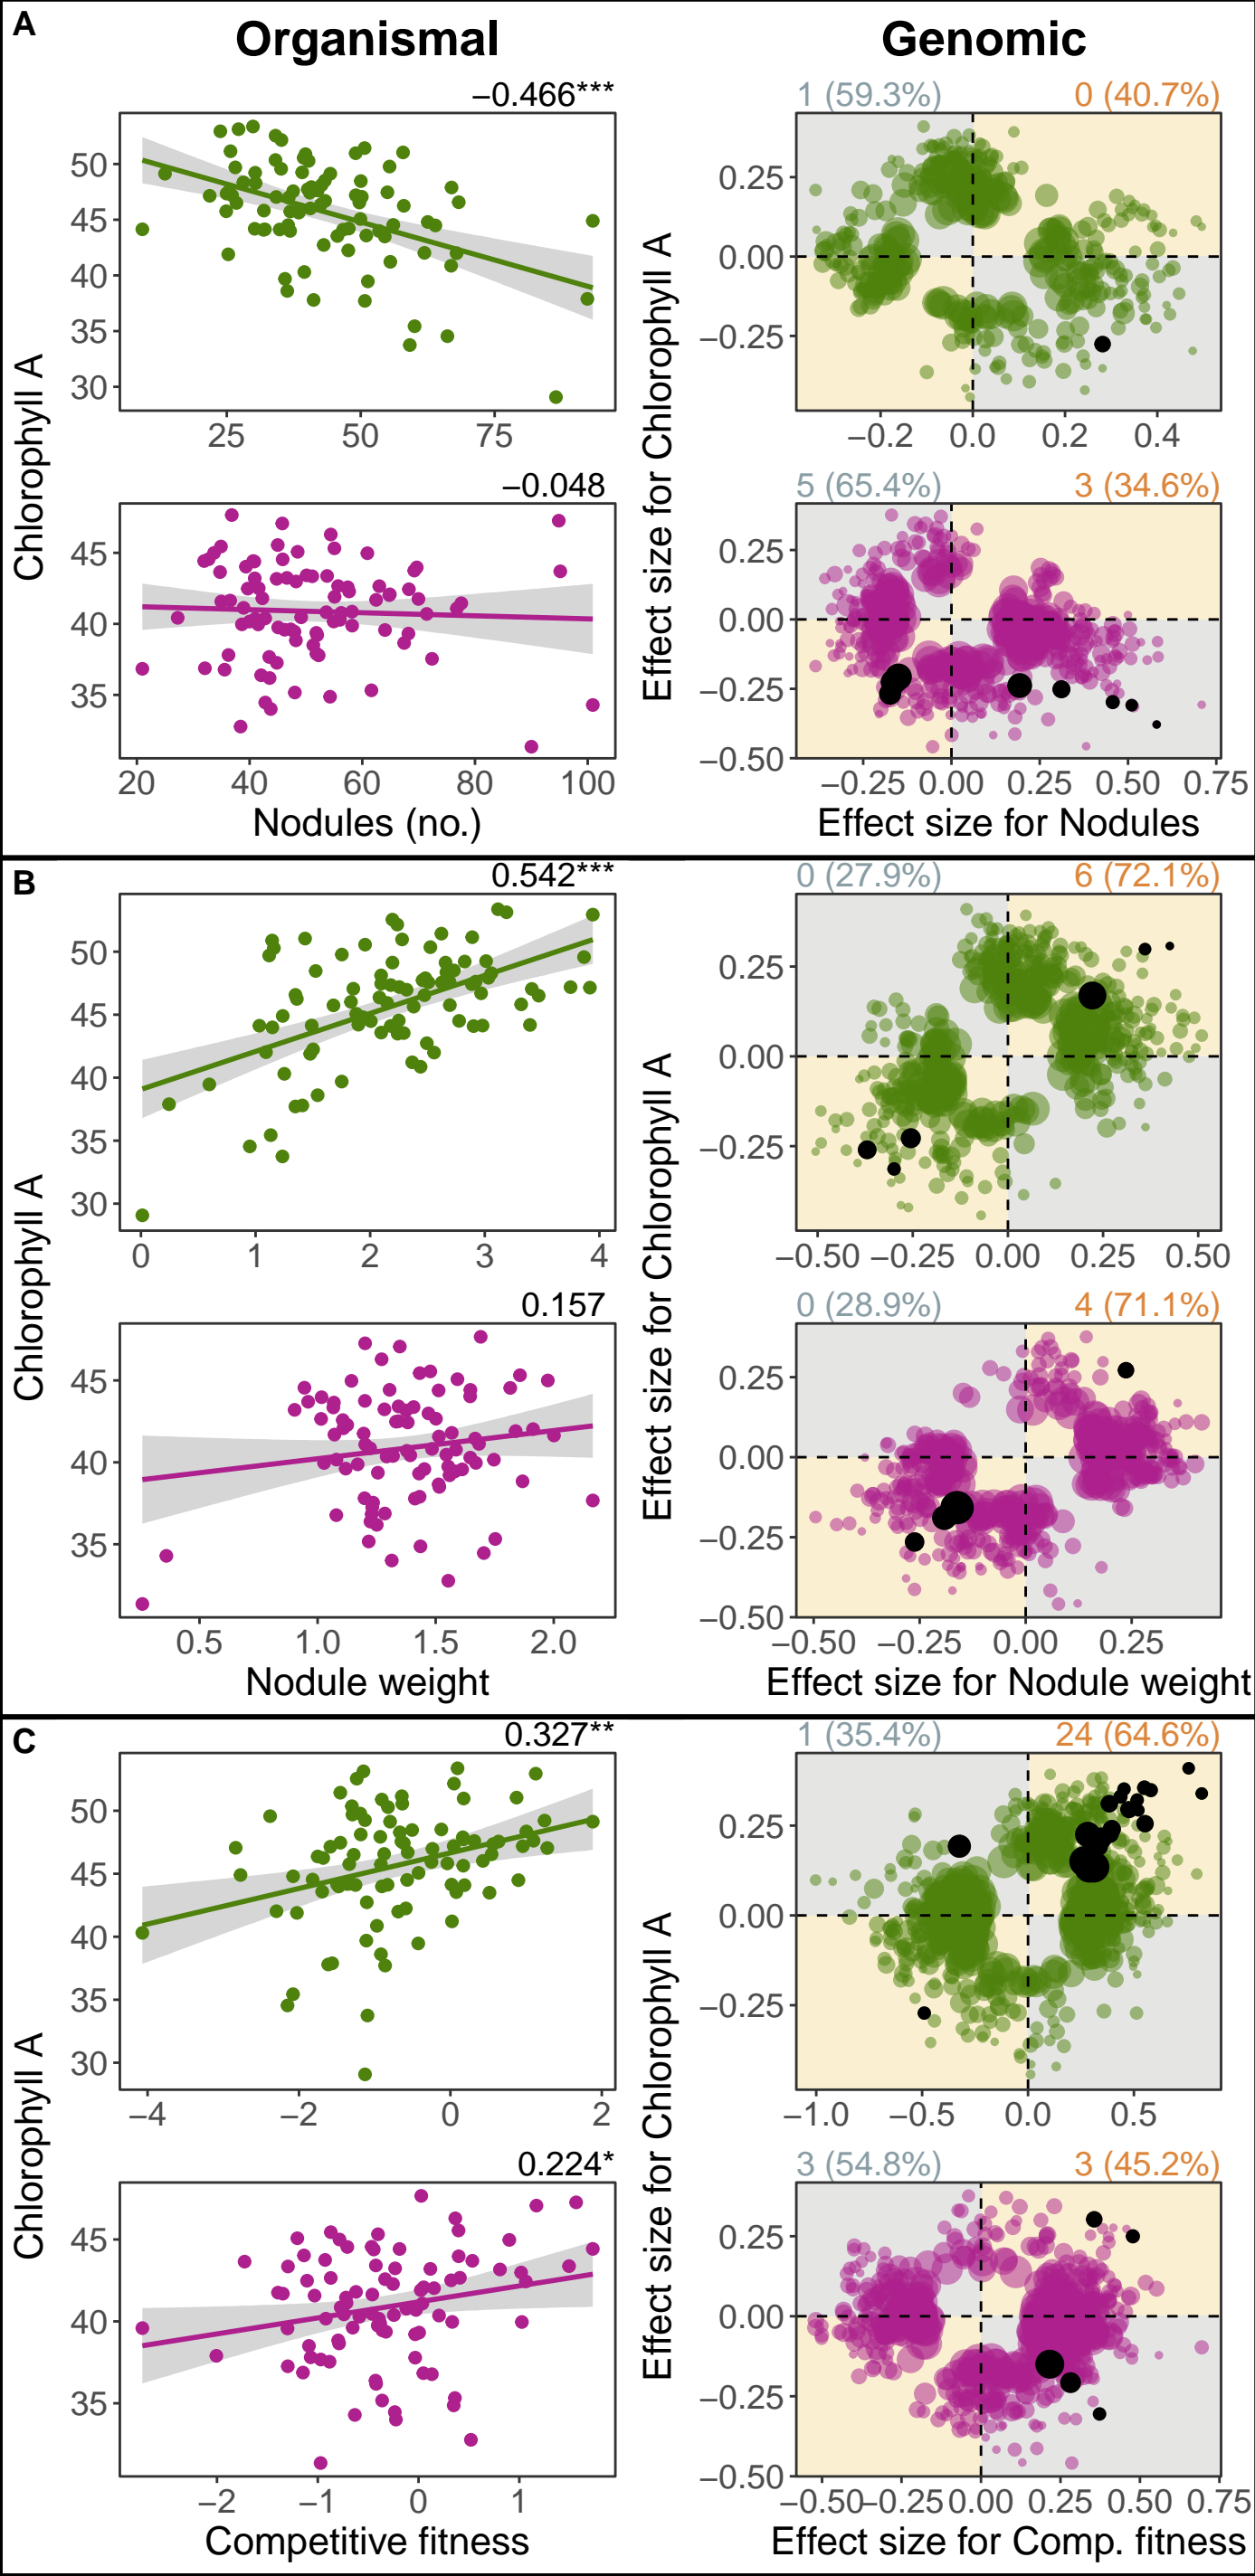 A
Organismal Genomic
−0.466*** 1 (59.3%) 0 (40.7%)
Chlorophyll A
50
45
40
35
30
25 50 75
Effect size for Chlorophyll A
0.25
0.00
−0.25
−0.2 0.0 0.2 0.4
−0.048 5 (65.4%) 3 (34.6%)
45
40
35
20 40 60 80 100
Nodules (no.)
0.25
0.00
−0.25
−0.50
−0.25 0.00 0.25 0.50 0.75
Effect size for Nodules
B
0.542*** 0 (27.9%) 6 (72.1%)
Chlorophyll A
50
45
40
35
30
0 1 2 3 4
Effect size for Chlorophyll A
0.25
0.00
−0.25
−0.50 −0.25 0.00 0.25 0.50
0.157 0 (28.9%) 4 (71.1%)
45
40
35
0.5 1.0 1.5 2.0
Nodule weight
0.25
0.00
−0.25
−0.50
−0.50 −0.25 0.00 0.25
Effect size for Nodule weight
C
0.327** 1 (35.4%) 24 (64.6%)
Chlorophyll A
50
45
40
35
30
−4 −2 0 2
Effect size for Chlorophyll A
0.25
0.00
−0.25
−1.0 −0.5 0.0 0.5
0.224* 3 (54.8%) 3 (45.2%)
45
40
35
−2 −1 0 1
Competitive fitness
0.25
0.00
−0.25
−0.50
−0.50 −0.25 0.00 0.25 0.50 0.75
Effect size for Comp. fitness